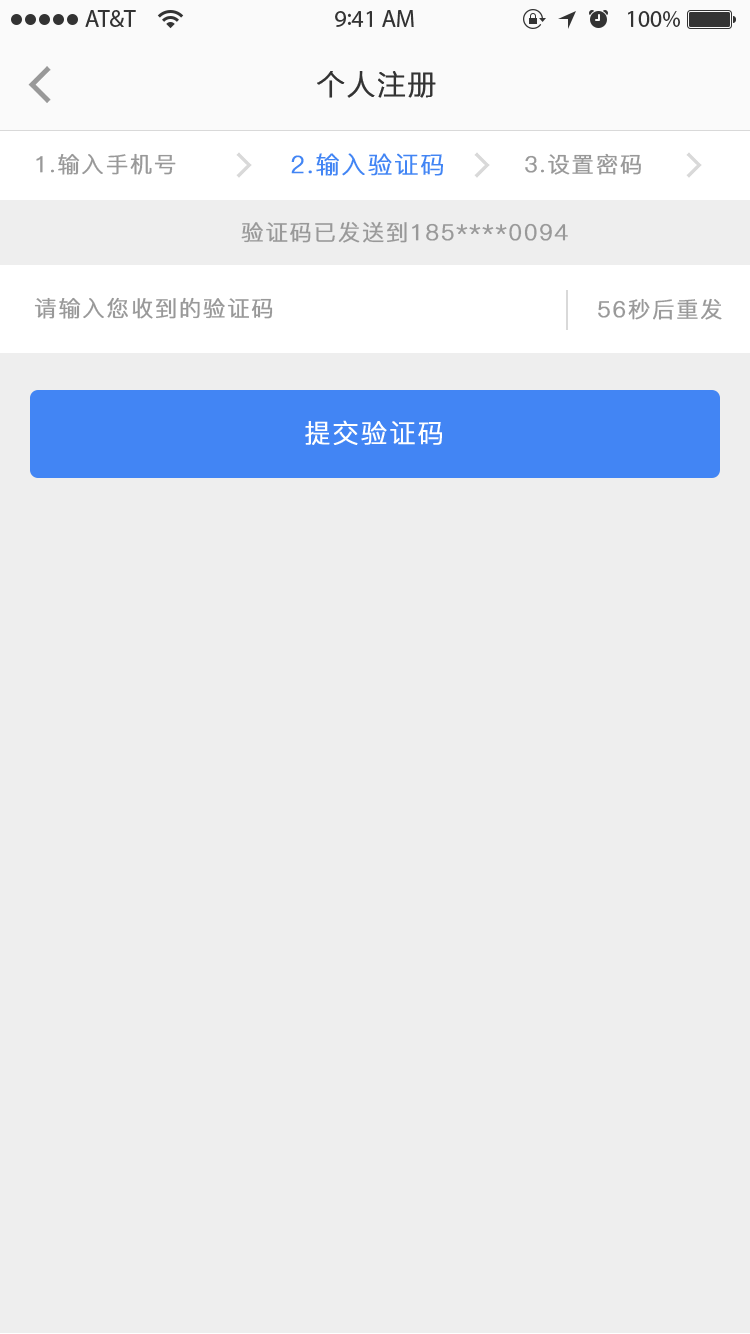 AT&T 9:41 AM 100%
个人注册
1.输入手机号 2.输入验证码 3.设置密码
验证码已发送到185****0094
请输入您收到的验证码 56秒后重发
提交验证码